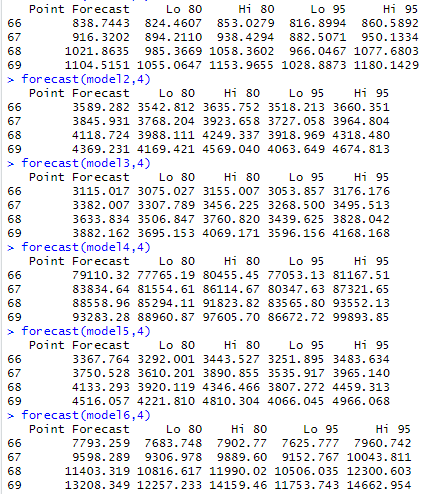 Point Forecast Lo 80 Hi 80 Lo 95 Hi 95
66 838.7443 824.4607 853.0279 816.8994 860.5892
67 916.3202 894.2110 938.4294 882.5071 950.1334
68 1021.8635 985.3669 1058.3602 966.0467 1077.6803
69 1104.5151 1055.0647 1153.9655 1028.8873 1180.1429
> forecast(model2,4)
Point Forecast Lo 80 Hi 80 Lo 95 Hi 95
66 3589.282 3542.812 3635.752 3518.213 3660.351
67 3845.931 3768.204 3923.658 3727.058 3964.804
68 4118.724 3988.111 4249.337 3918.969 4318.480
69 4369.231 4169.421 4569.040 4063.649 4674.813
> forecast(model3,4)
Point Forecast Lo 80 Hi 80 Lo 95 Hi 95
66 3115.017 3075.027 3155.007 3053.857 3176.176
67 3382.007 3307.789 3456.225 3268.500 3495.513
68 3633.834 3506.847 3760.820 3439.625 3828.042
69 3882.162 3695.153 4069.171 3596.156 4168.168
> forecast(model4,4)
Point Forecast Lo 80 Hi 80 Lo 95 Hi 95
66 79110.32 77765.19 80455.45 77053.13 81167.51
67 83834.64 81554.61 86114.67 80347.63 87321.65
68 88558.96 85294.11 91823.82 83565.80 93552.13
69 93283.28 88960.87 97605.70 86672.72 99893.85
> forecast(model5,4)
Point Forecast Lo 80 Hi 80 Lo 95 Hi 95
66 3367.764 3292.001 3443.527 3251.895 3483.634
67 3750.528 3610.201 3890.855 3535.917 3965.140
68 4133.293 3920.119 4346.466 3807.272 4459.313
69 4516.057 4221.810 4810.304 4066.045 4966.068
> forecast(model6,4)
Point Forecast Lo 80 Hi 80 Lo 95 Hi 95
66 7793.259 7683.748 7902.77 7625.777 7960.742
67 9598.289 9306.978 9889.60 9152.767 10043.811
68 11403.319 10816.617 11990.02 10506.035 12300.603
69 13208.349 12257.233 14159.46 11753.743 14662.954